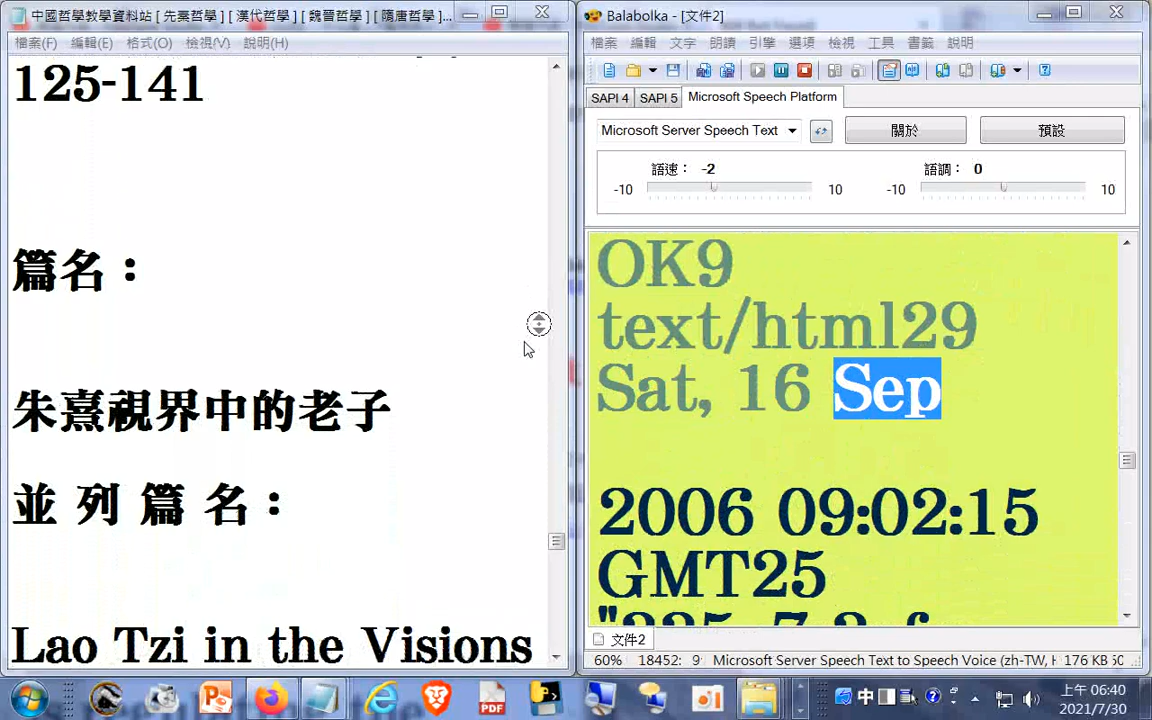 中國哲學教學資料站 [ 先秦哲學 ] [ 漢代哲學 ] [ 魏晉哲學 ] [ 隋唐哲學 ]...
檔案(F) 編輯(E) 格式(O) 檢視(V) 說明(H)
125-141
篇名：
朱熹視界中的老子
並 列 篇 名：
Lao Tzi in the Visions
Balabolka - [文件2]
檔案 編輯 文字 朗讀 引擎 選項 檢視 工具 書籤 說明
SAPI 4 SAPI 5 Microsoft Speech Platform
Microsoft Server Speech Text 關於 預設
語速： -2 語調： 0
-10 10 -10 10
OK9
text/html29
Sat, 16 Sep
2006 09:02:15
GMT25
文件2
60% 18452: 9 Microsoft Server Speech Text to Speech Voice (zh-TW, 176 KB
中
上午 06:40
2021/7/30